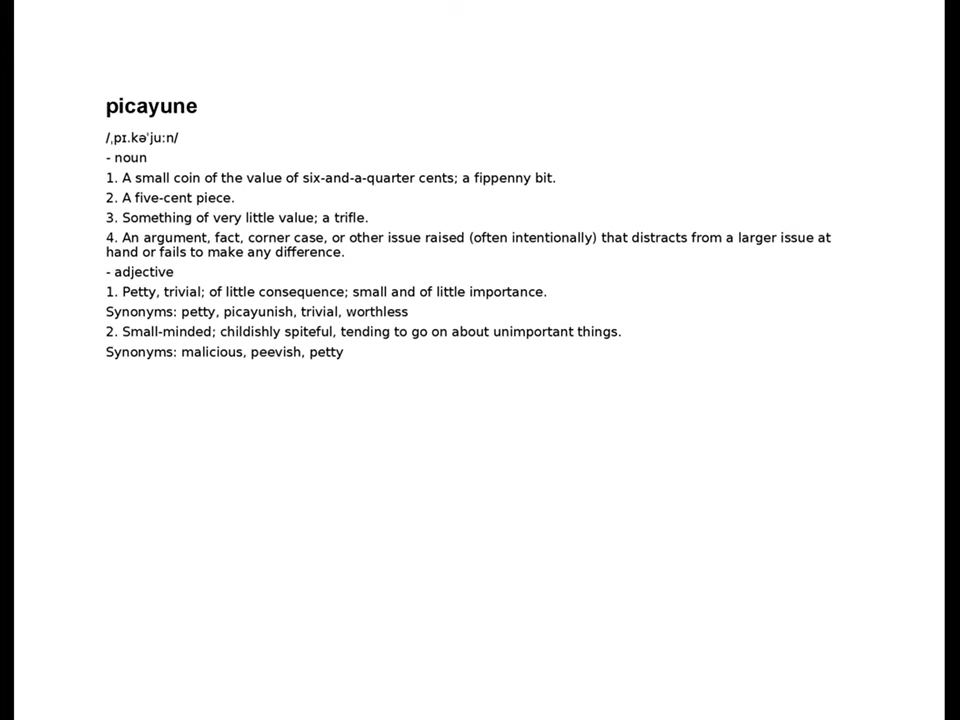 picayune
/ˌpɪ.kəˈjuːn/
- noun
1. A small coin of the value of six-and-a-quarter cents; a fippenny bit.
2. A five-cent piece.
3. Something of very little value; a trifle.
4. An argument, fact, corner case, or other issue raised (often intentionally) that distracts from a larger issue at
hand or fails to make any difference.
- adjective
1. Petty, trivial; of little consequence; small and of little importance.
Synonyms: petty, picayunish, trivial, worthless
2. Small-minded; childishly spiteful, tending to go on about unimportant things.
Synonyms: malicious, peevish, petty